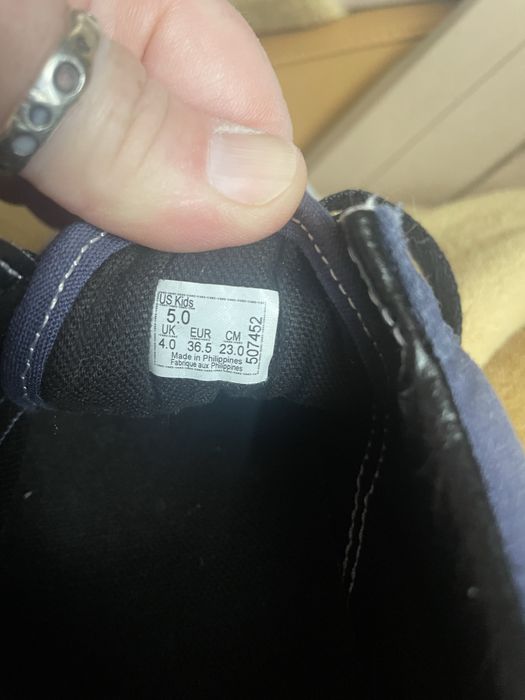 US Kids
5.0
UK EUR CM
4.0 36.5 23.0
Made in Philippines
Fabrique aux Philippines
507452